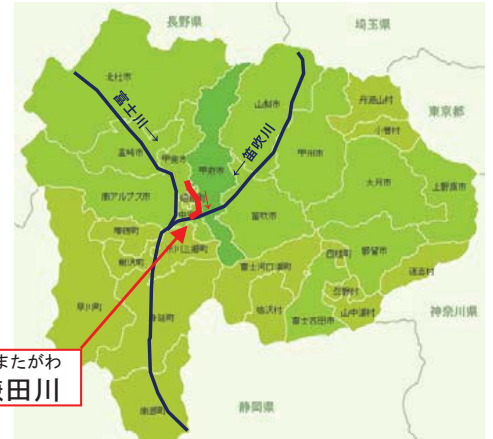 長野県
埼玉県
北杜市
富士川→
丹波山村
山梨市
小菅村
東京都
←笛吹川
韮崎市
甲斐市
甲府市
甲州市
大月市
上野原市
南アルプス市
笛吹市
市川三郷町
富士河口湖町
西桂町
都留市
道志村
早川町
身延町
鳴沢村
忍野村
富士吉田市
山中湖村
神奈川県
またがわ
田川
南部町
静岡県